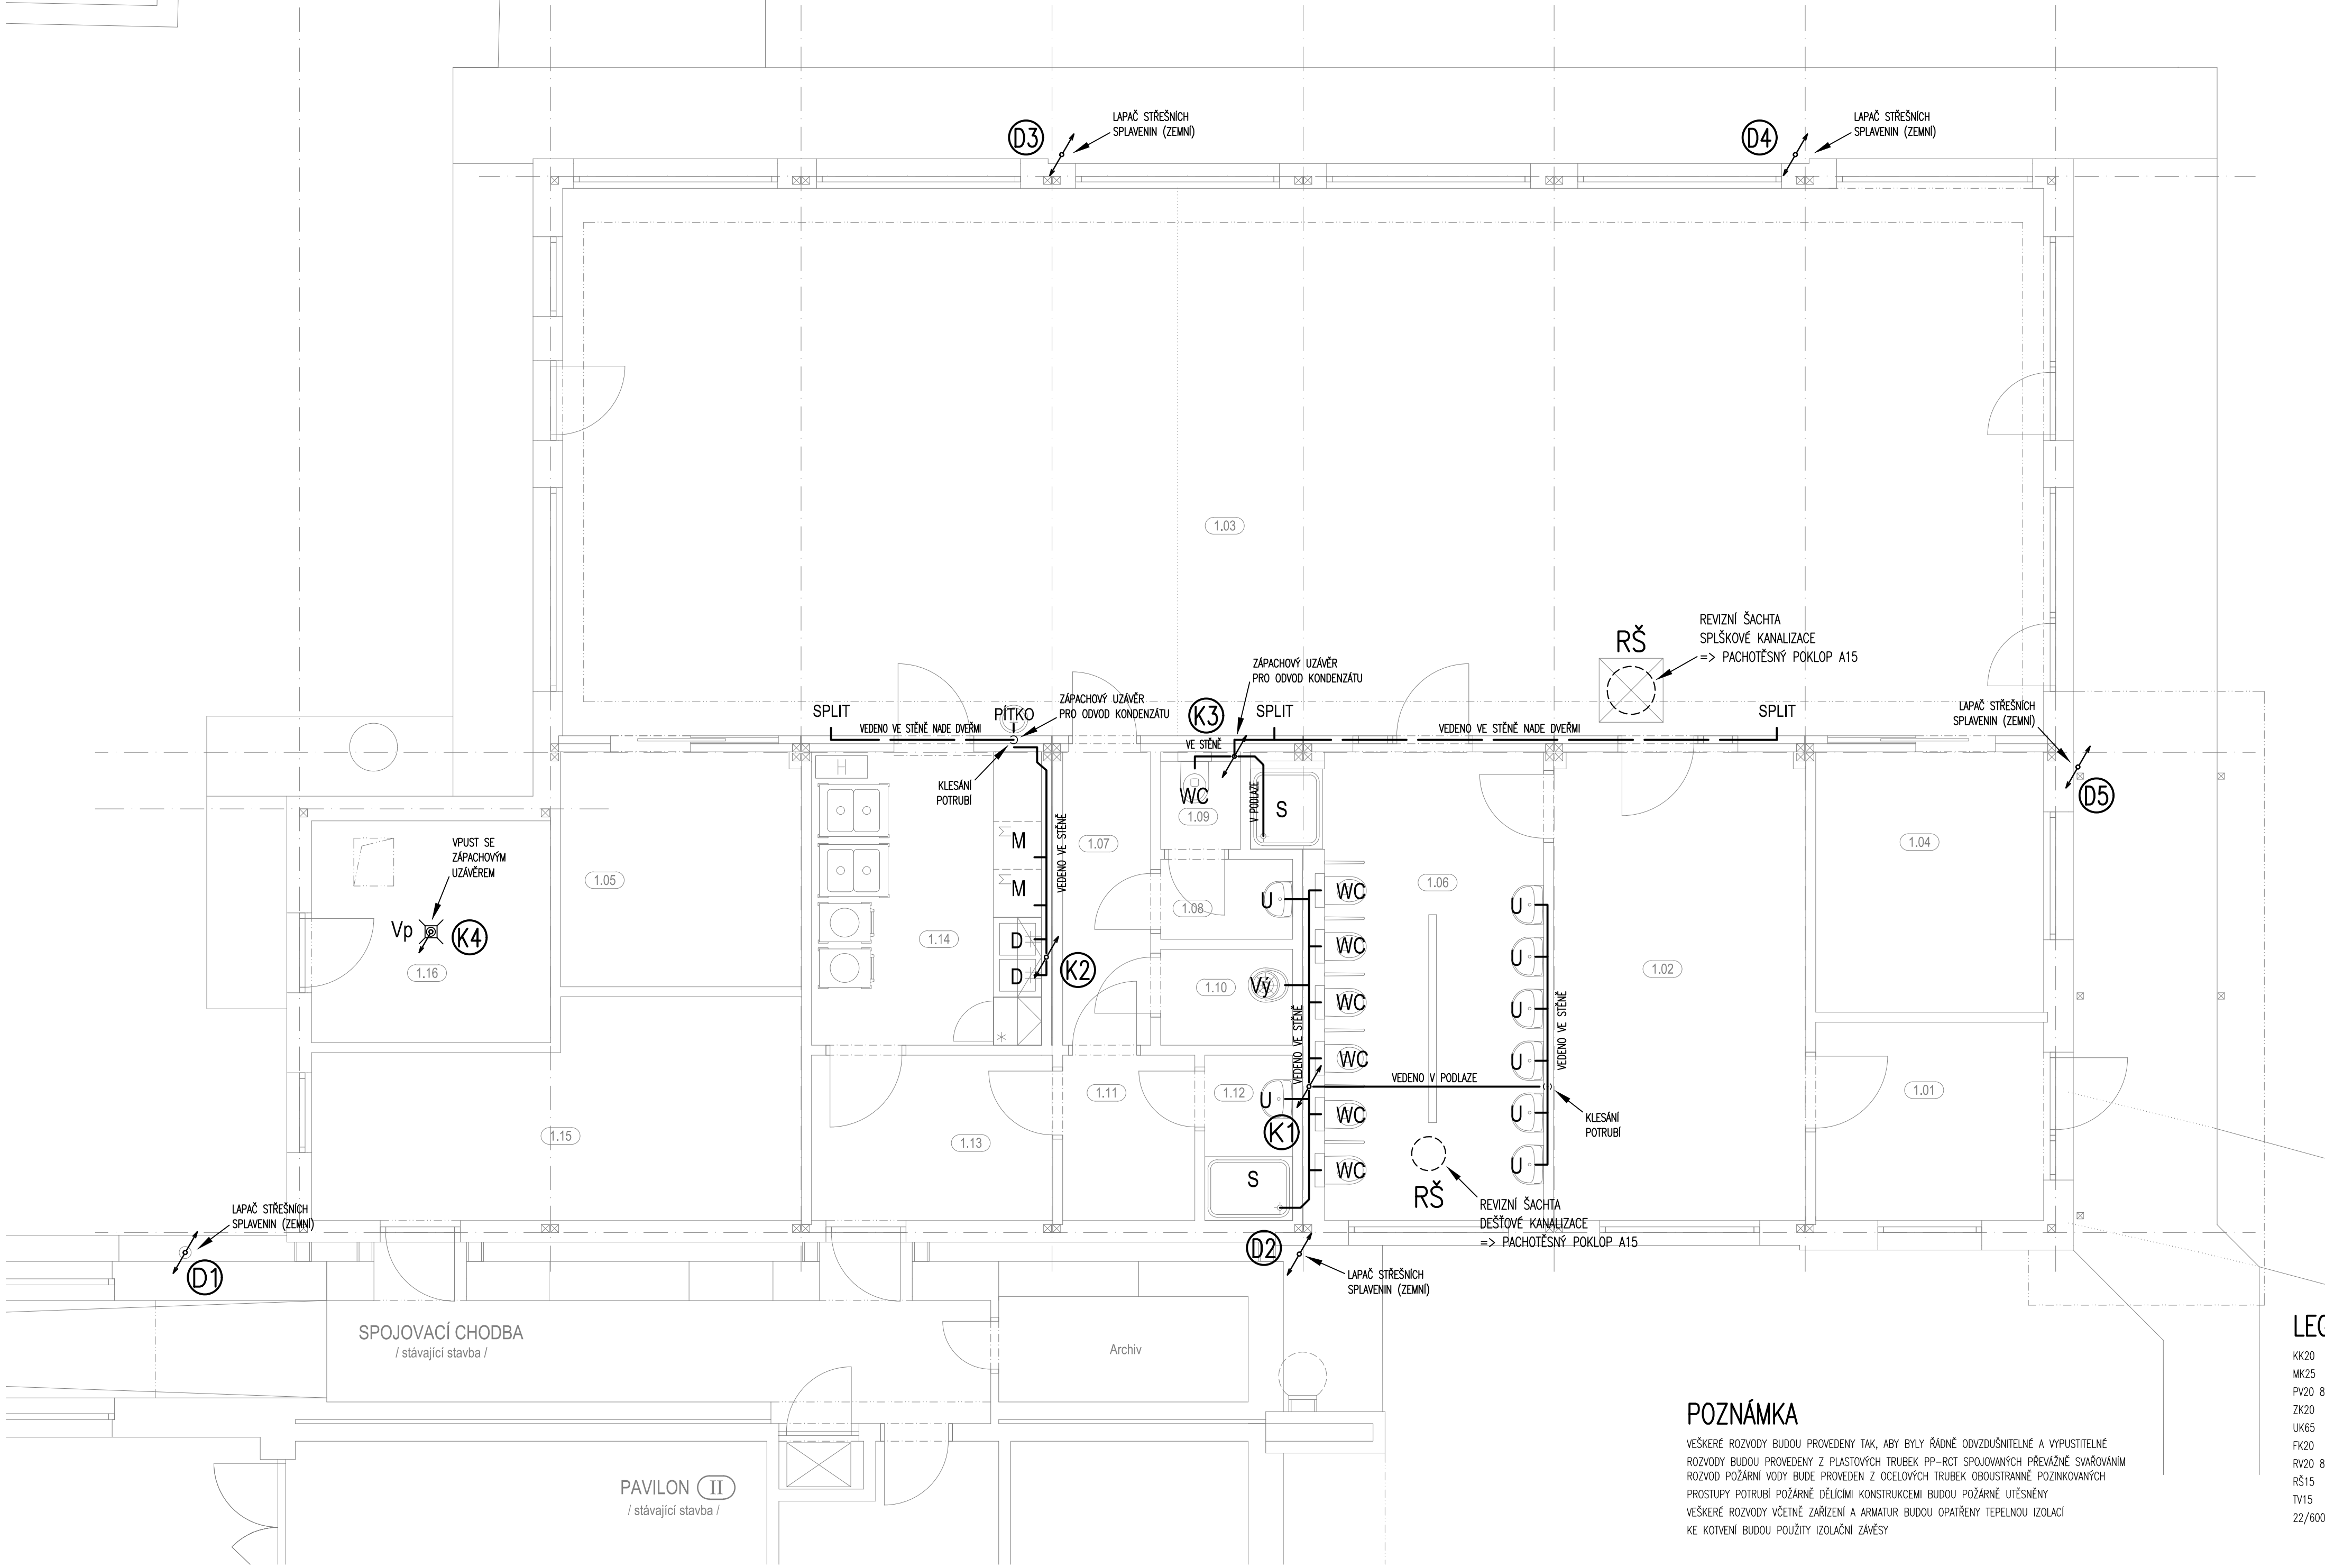 D3
LAPAČ STŘEŠNÍCH
SPLAVENIN (ZEMNÍ)
D4
LAPAČ STŘEŠNÍCH
SPLAVENIN (ZEMNÍ)
1.03
RŠ
REVIZNÍ ŠACHTA
SPLŠKOVÉ KANALIZACE
=> PACHOTĚSNÝ POKLOP A15
ZÁPACHOVÝ UZÁVĚR
PRO ODVOD KONDENZÁTU
ZÁPACHOVÝ UZÁVĚR
PRO ODVOD KONDENZÁTU
SPLIT
PÍTKO
K3
SPLIT
SPLIT
LAPAČ STŘEŠNÍCH
SPLAVENIN (ZEMNÍ)
VEDENO VE STĚNĚ NADE DVEŘMI
VE STĚNĚ
VEDENO VE STĚNĚ NADE DVEŘMI
H
KLESÁNÍ
POTRUBÍ
WC
V PODLAZE
S
D5
1.09
VPUST SE
ZÁPACHOVÝM
UZÁVĚREM
M
VEDENO VE STĚNĚ
1.07
1.04
1.05
M
U
WC
1.06
1.08
U
Vp
K4
1.14
D
WC
U
1.16
D
K2
1.10
Vý
1.02
WC
U
VEDENO VE STĚNĚ
VEDENO VE STĚNĚ
WC
U
VEDENO V PODLAZE
1.11
1.12
U
1.01
WC
U
KLESÁNÍ
POTRUBÍ
K1
1.15
1.13
S
WC
U
RŠ
REVIZNÍ ŠACHTA
DEŠŤOVÉ KANALIZACE
=> PACHOTĚSNÝ POKLOP A15
LAPAČ STŘEŠNÍCH
SPLAVENIN (ZEMNÍ)
D1
D2
LAPAČ STŘEŠNÍCH
SPLAVENIN (ZEMNÍ)
SPOJOVACÍ CHODBA
/ stávající stavba /
Archiv
PAVILON II
/ stávající stavba /
POZNÁMKA
VEŠKERÉ ROZVODY BUDOU PROVEDENY TAK, ABY BYLY ŘÁDNĚ ODVZDUŠNITELNÉ A VYPUSTITELNÉ
ROZVODY BUDOU PROVEDENY Z PLASTOVÝCH TRUBEK PP-RCT SPOJOVANÝCH PŘEVÁŽNĚ SVAŘOVÁNÍM
ROZVOD POŽÁRNÍ VODY BUDE PROVEDEN Z OCELOVÝCH TRUBEK OBOUSTRANNĚ POZINKOVANÝCH
PROSTUPY POTRUBÍ POŽÁRNĚ DĚLÍCÍMI KONSTRUKCEMI BUDOU POŽÁRNĚ UTĚSNĚNY
VEŠKERÉ ROZVODY VČETNĚ ZAŘÍZENÍ A ARMATUR BUDOU OPATŘENY TEPELNOU IZOLACÍ
KE KOTVENÍ BUDOU POUŽITY IZOLAČNÍ ZÁVĚSY
LEG
KK20
MK25
PV20 8
ZK20
UK65
FK20
RV20 8
RŠ15
TV15
22/600